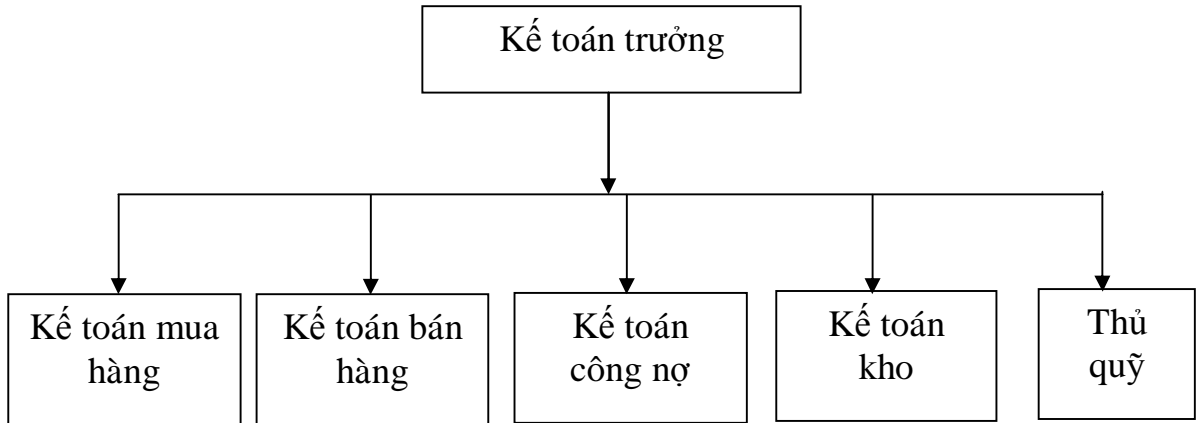 Kế toán trưởng
Kế toán mua
hàng
Kế toán bán
hàng
Kế toán
công nợ
Kế toán
kho
Thủ
quỹ